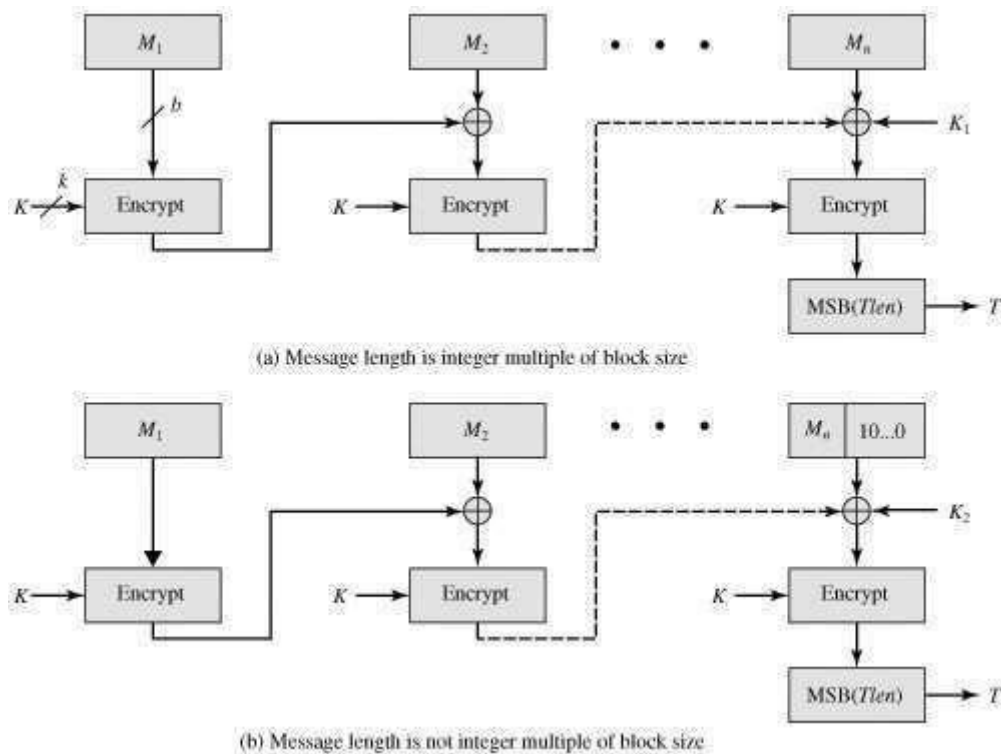 M1 M2 • • • Mn
b
K1
k
K Encrypt K Encrypt K Encrypt
MSB(Tlen) T
(a) Message length is integer multiple of block size
M1 M2 • • • Mn 10...0
K2
K Encrypt K Encrypt K Encrypt
MSB(Tlen) T
(b) Message length is not integer multiple of block size